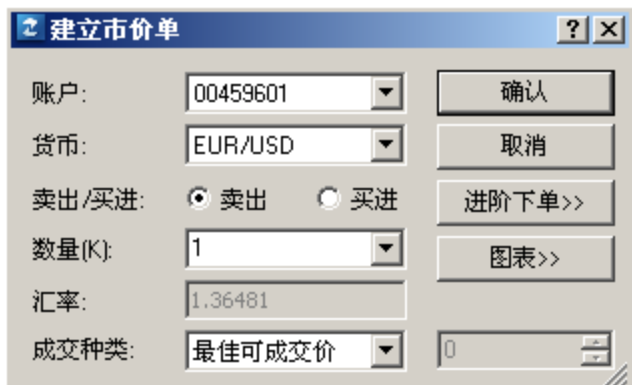 建立市价单
账户: 00459601 确认
货币: EUR/USD 取消
卖出/买进: 卖出 买进 进阶下单>>
数量(K): 1 图表>>
汇率: 1.36481
成交种类: 最佳可成交价 0